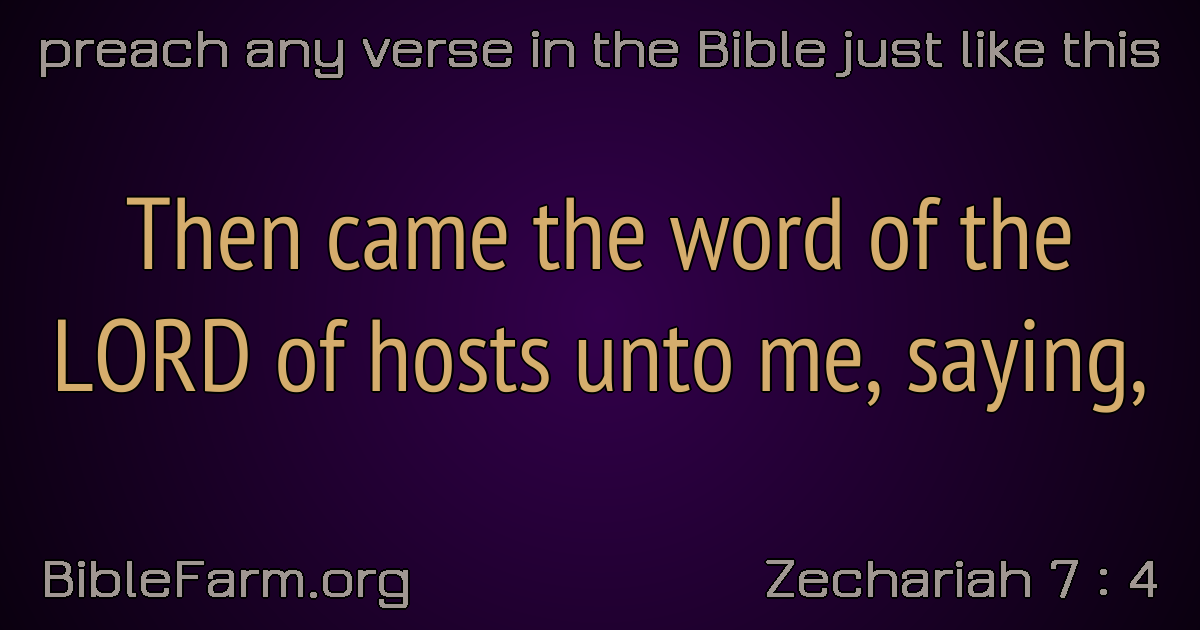 preach any verse in the Bible just like this
Then came the word of the
LORD of hosts unto me, saying,
BibleFarm.org
Zechariah 7 : 4